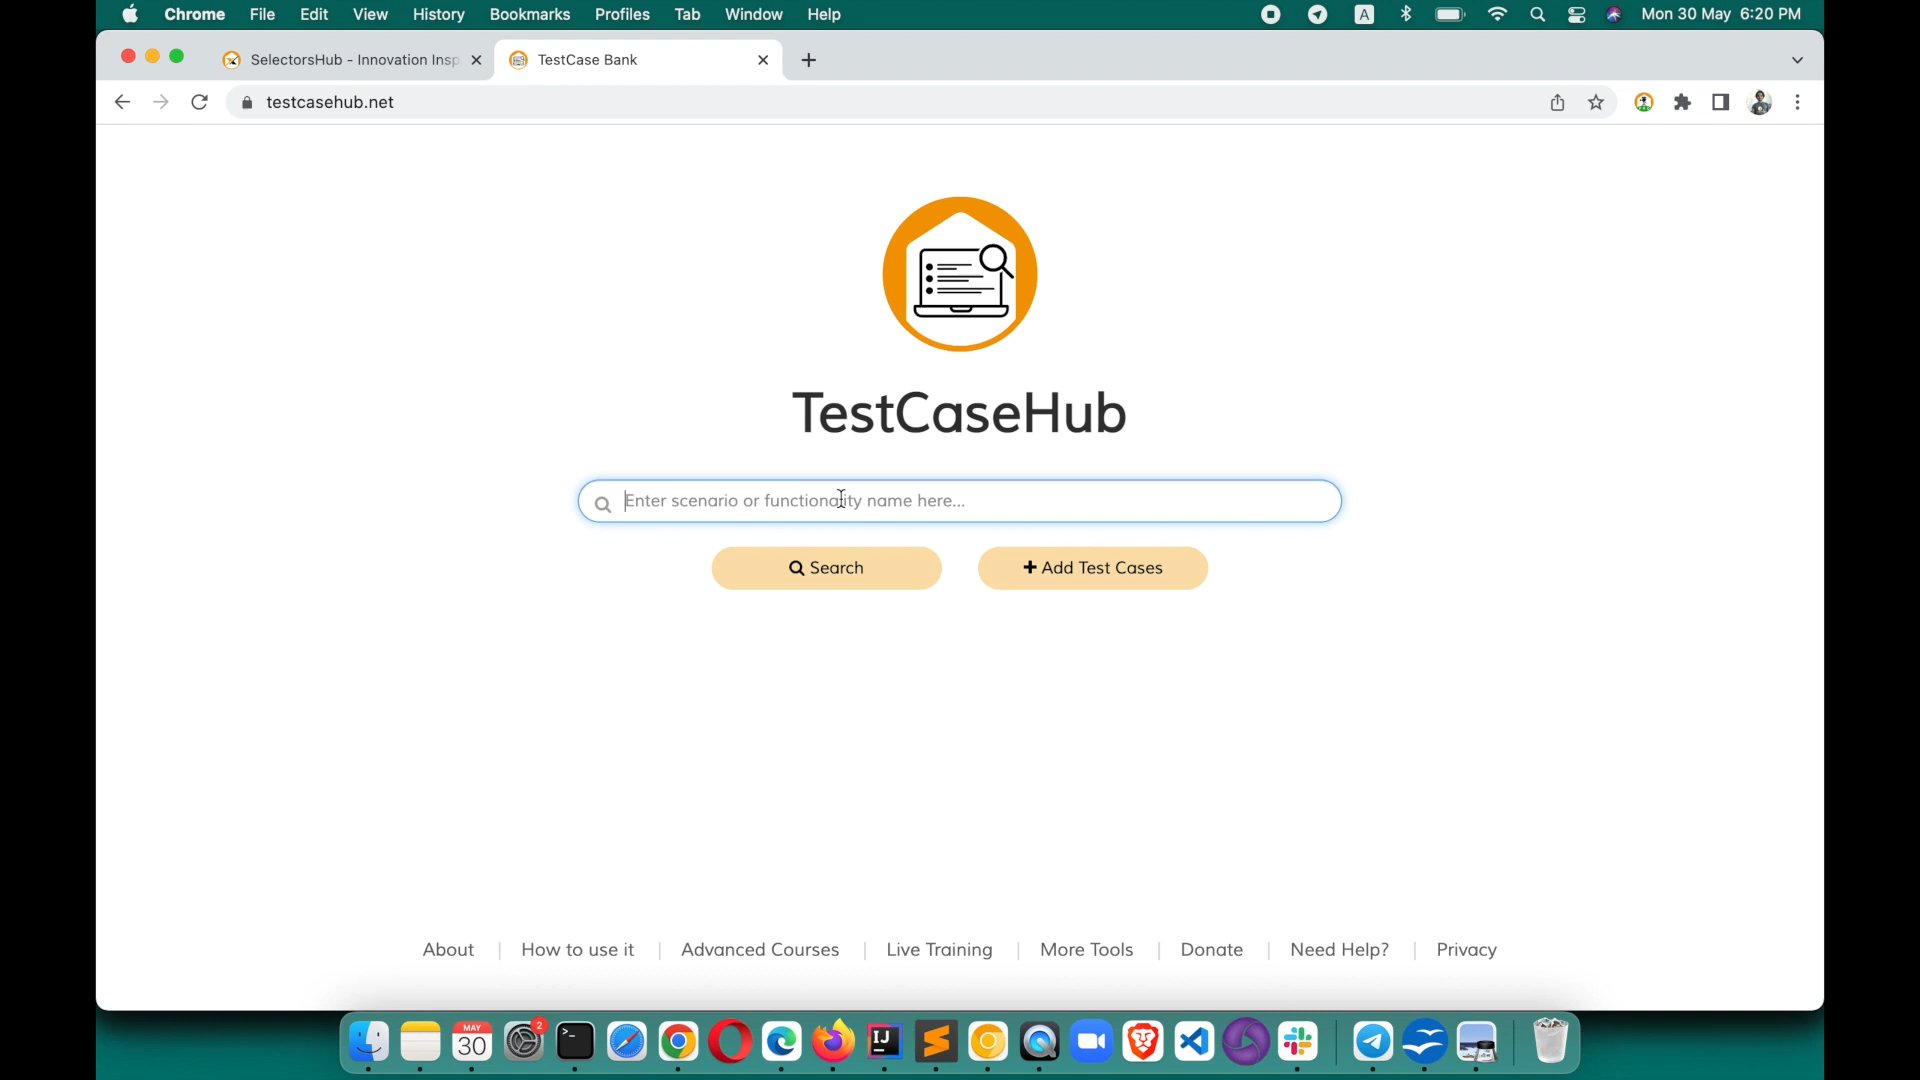 Chrome File Edit View History Bookmarks Profiles Tab Window Help A Mon 30 May 6:20 PM
SelectorsHub - Innovation Insp TestCase Bank
testcasehub.net
TestCaseHub
Enter scenario or functionality name here...
Search + Add Test Cases
About | How to use it | Advanced Courses | Live Training | More Tools | Donate | Need Help? | Privacy
MAY 30 2 >_ IJ